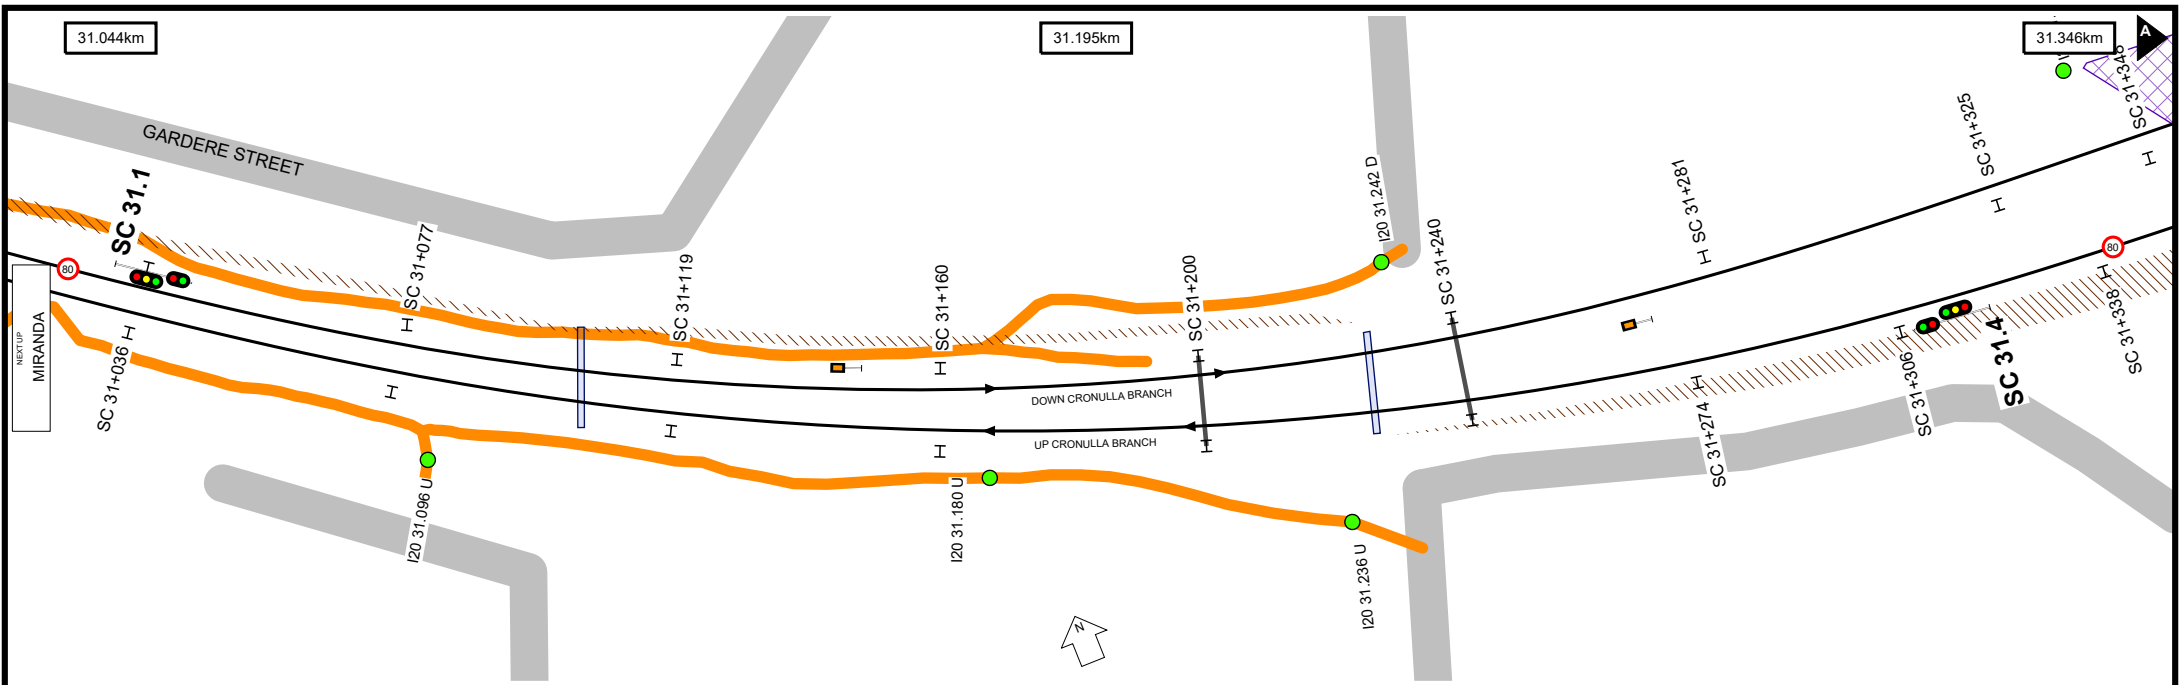 31.044km
31.195km
31.346km
A
GARDERE STREET
SC 31.1
SC 31+077
SC 31+119
SC 31+160
SC 31+200
I20 31.242 D
SC 31+240
SC 31+281
SC 31+325
SC 31+348
80
80
NEXT UP
MIRANDA
SC 31+036
DOWN CRONULLA BRANCH
UP CRONULLA BRANCH
I20 31.096 U
I20 31.180 U
I20 31.236 U
SC 31+274
SC 31+306
SC 31.4
SC 31+338
N